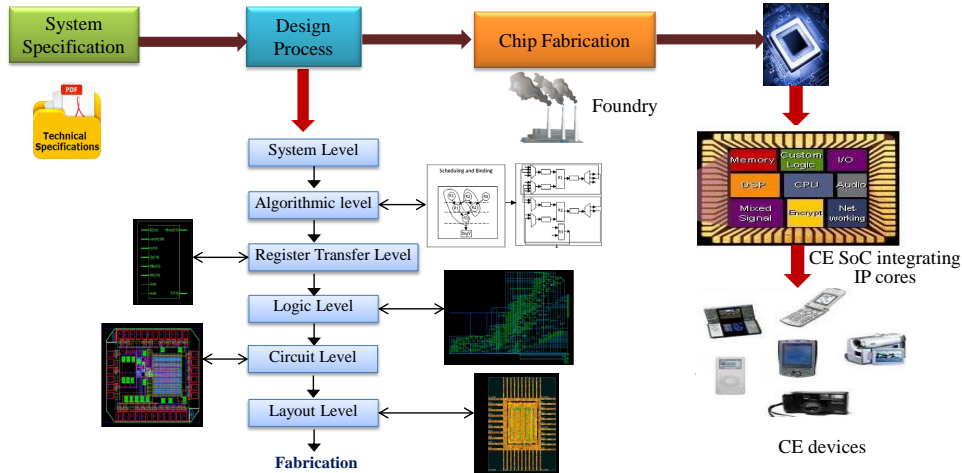 System
Specification
Design
Process
Chip Fabrication
PDF
Technical
Specifications
Foundry
System Level
Algorithmic level
Scheduling and Binding
Register Transfer Level
Logic Level
Circuit Level
Layout Level
Fabrication
Memory
Custom
Logic
I/O
DSP
CPU
Audio
Mixed
Signal
Encrypt
Net-
working
CE SoC integrating
IP cores
CE devices